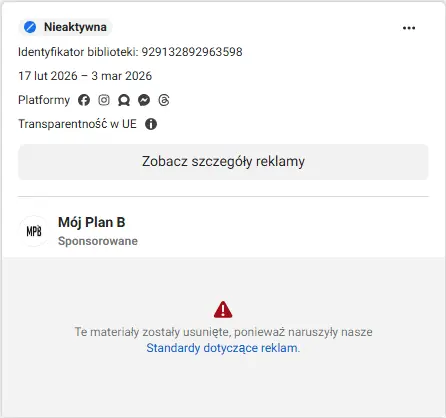 Nieaktywna
Identyfikator biblioteki: 929132892963598
17 lut 2026 – 3 mar 2026
Platformy
Transparentność w UE
Zobacz szczegóły reklamy
MPB
Mój Plan B
Sponsorowane
Te materiały zostały usunięte, ponieważ naruszyły nasze
Standardy dotyczące reklam.